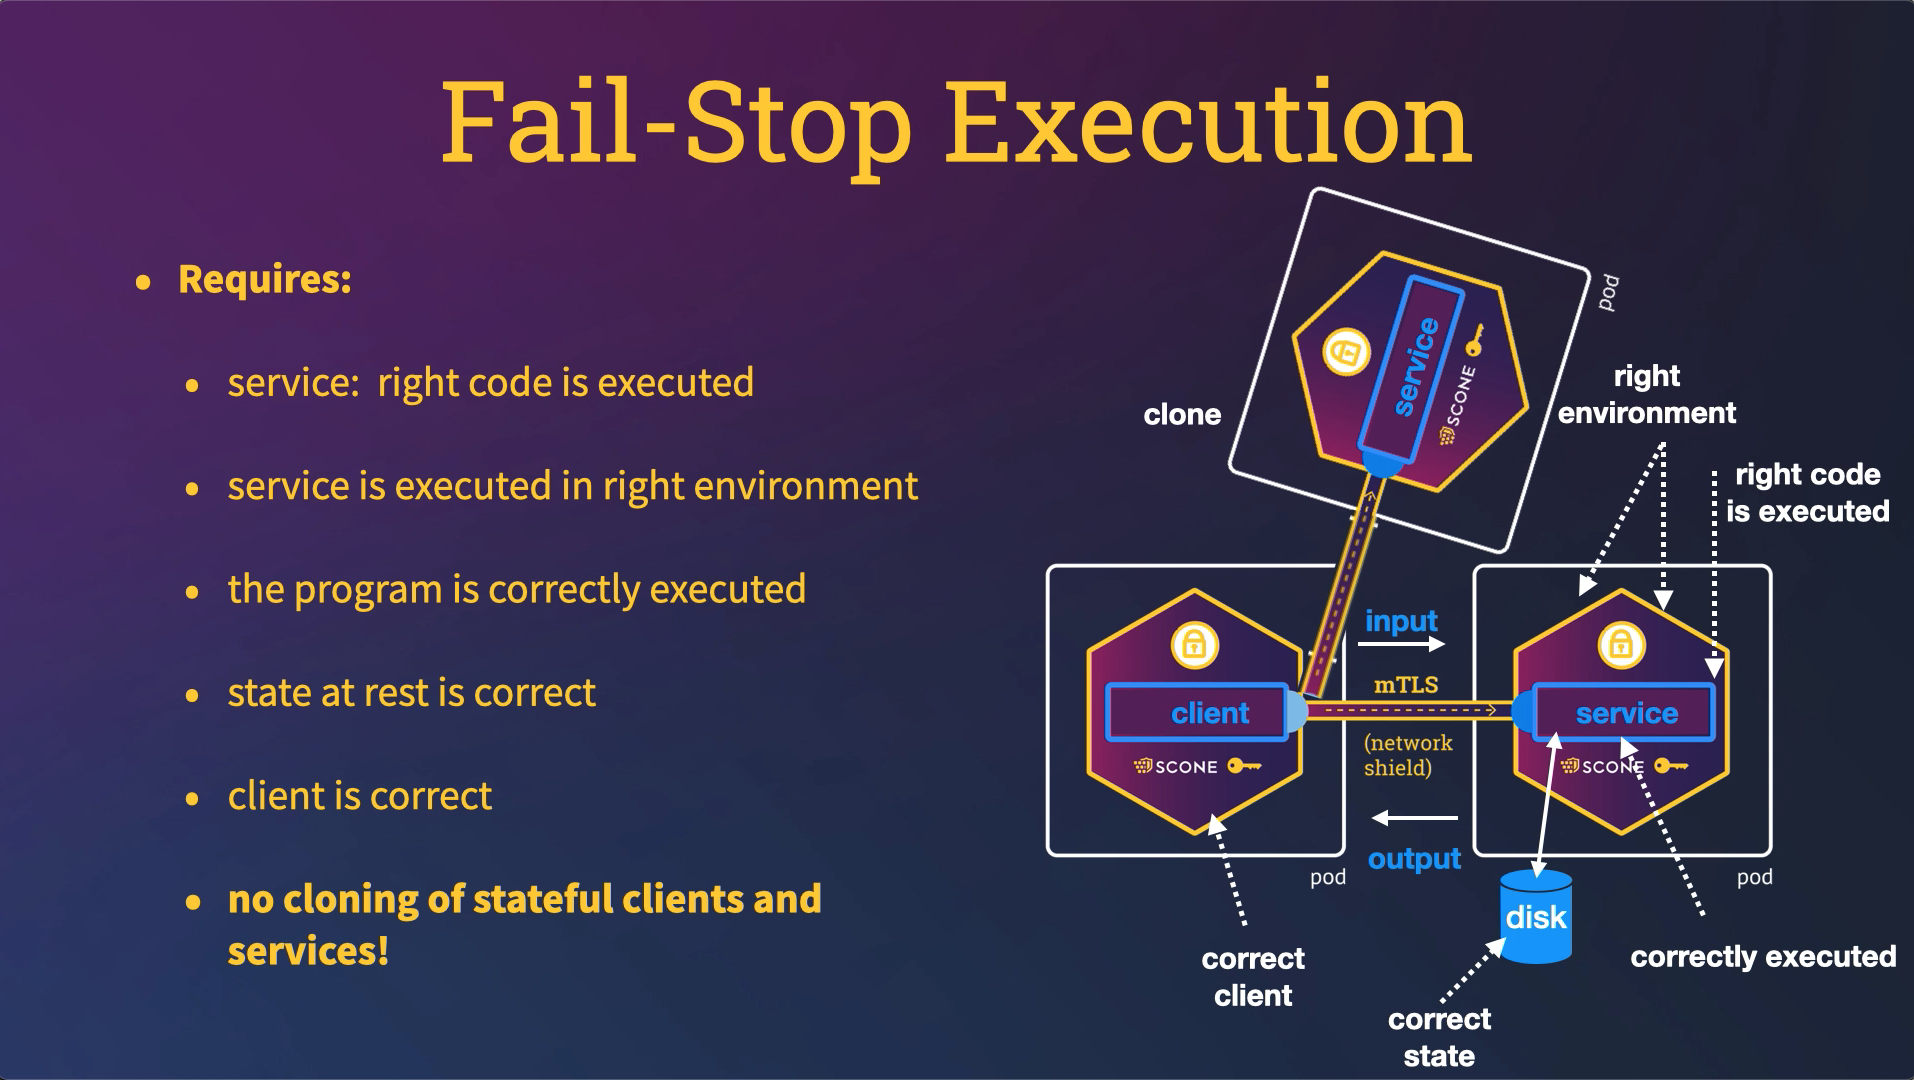 Fail-Stop Execution
• Requires:
• service:  right code is executed
• service is executed in right environment
• the program is correctly executed
• state at rest is correct
• client is correct
• no cloning of stateful clients and
services!
pod
service
SCONE
clone
right
environment
right code
is executed
input
mTLS
client
service
(network
shield)
SCONE
SCONE
output
pod
pod
disk
correct
client
correctly executed
correct
state